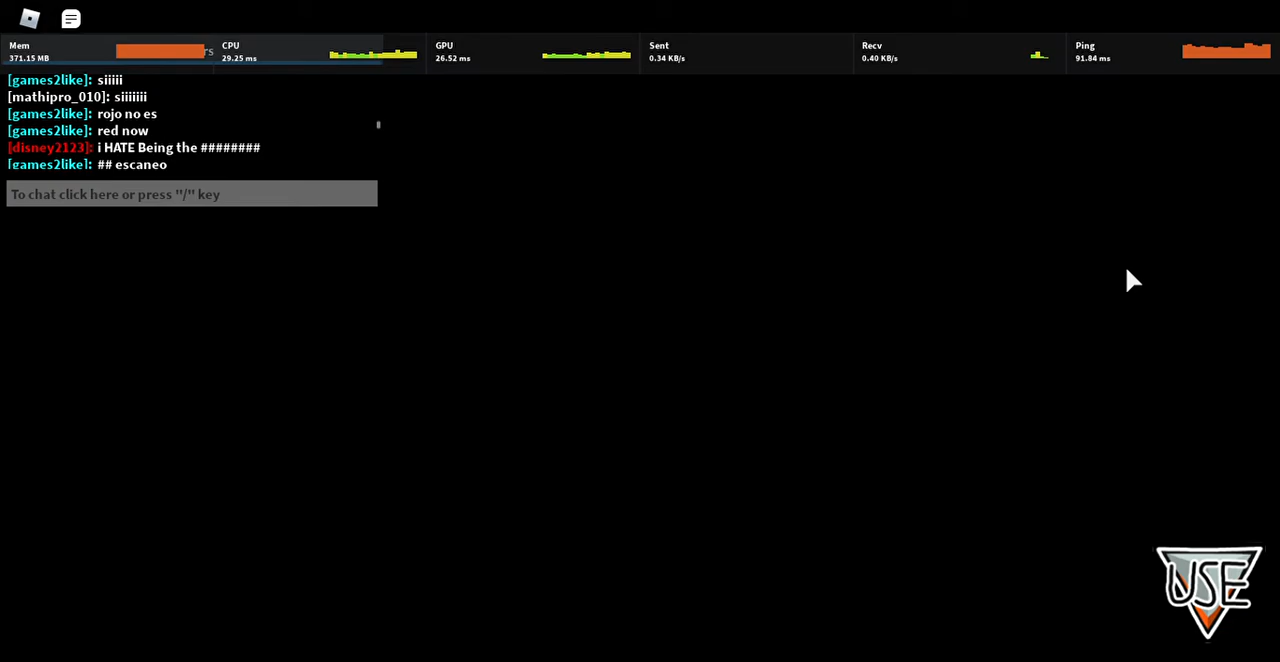 Mem
371.15 MB
rs
CPU
29.25 ms
GPU
26.52 ms
Sent
0.34 KB/s
Recv
0.40 KB/s
Ping
91.84 ms
[games2like]: siiiii
[mathipro_010]: siiiiiii
[games2like]: rojo no es
[games2like]: red now
[disney2123]: i HATE Being the ########
[games2like]: ## escaneo
To chat click here or press "/" key
USE